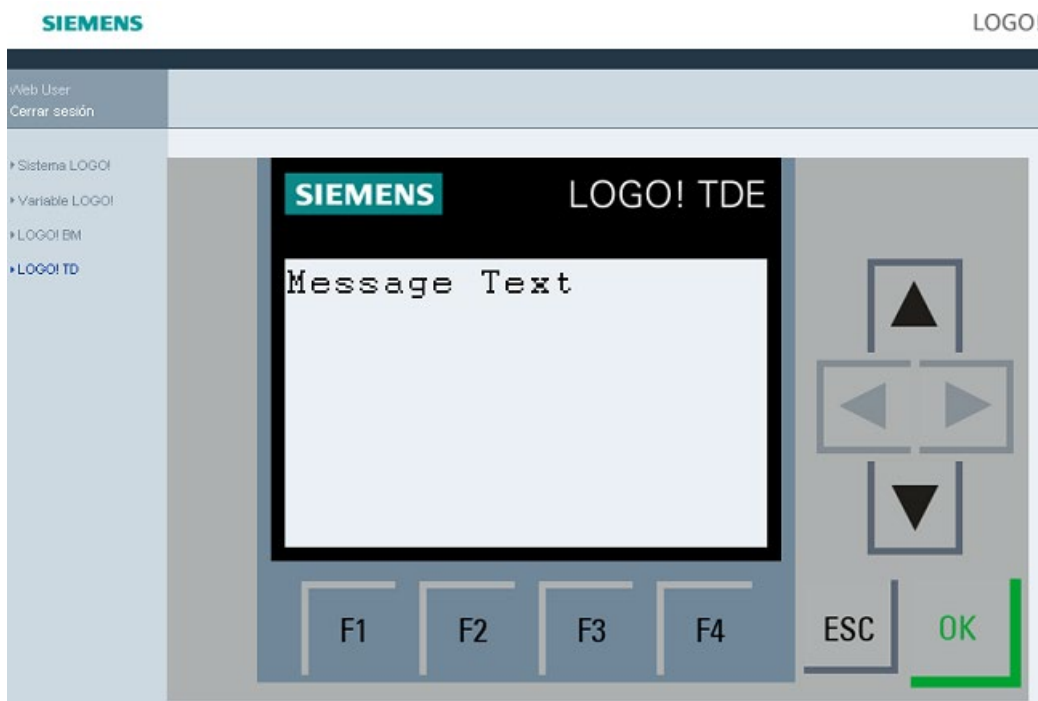 SIEMENS
LOGO!
Web User
Cerrar sesión
Sistema LOGO!
Variable LOGO!
LOGO! BM
LOGO! TD
SIEMENS
LOGO! TDE
Message Text
F1
F2
F3
F4
ESC
OK